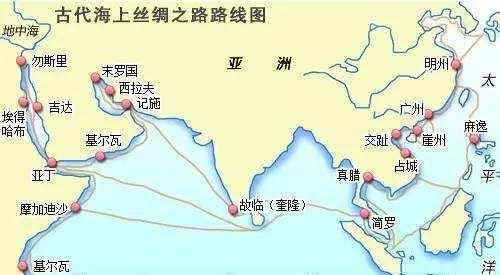 古代海上丝绸之路路线图
地中海
勿斯里
末罗国
西拉夫
记施
亚洲
明州
太
平
洋
埃得
哈布
吉达
广州
麻逸
基尔瓦
交趾
崖州
占城
亚丁
真腊
摩加迪沙
故临（奎隆）
简罗
基尔瓦